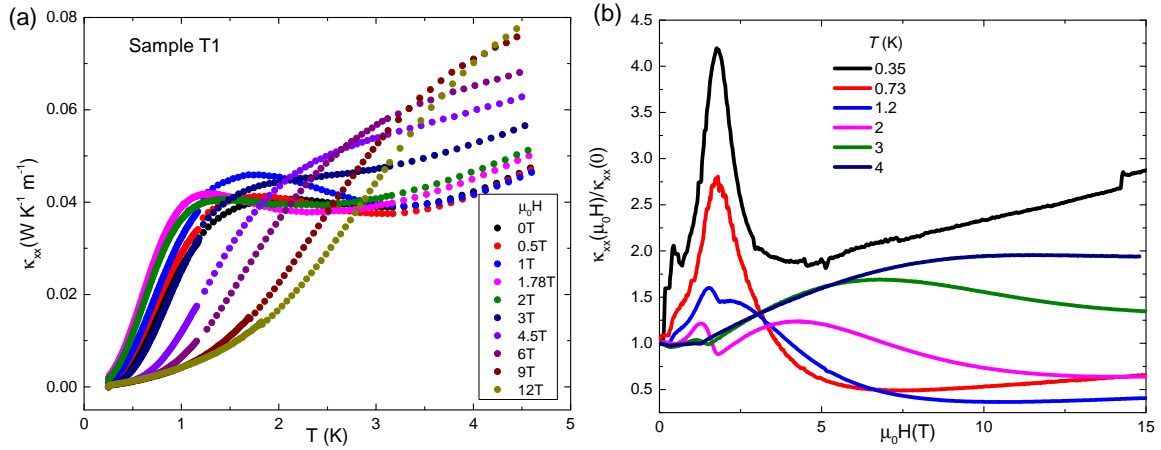 (a)
Sample T1
0.08
0.06
0.04
0.02
0.00
κxx(W K⁻¹ m⁻¹)
0 1 2 3 4 5
T (K)
μ₀H
0T
0.5T
1T
1.78T
2T
3T
4.5T
6T
9T
12T
(b)
4.5
4.0
3.5
3.0
2.5
2.0
1.5
1.0
0.5
κxx(μ₀H)/κxx(0)
0 5 10 15
μ₀H(T)
T (K)
0.35
0.73
1.2
2
3
4